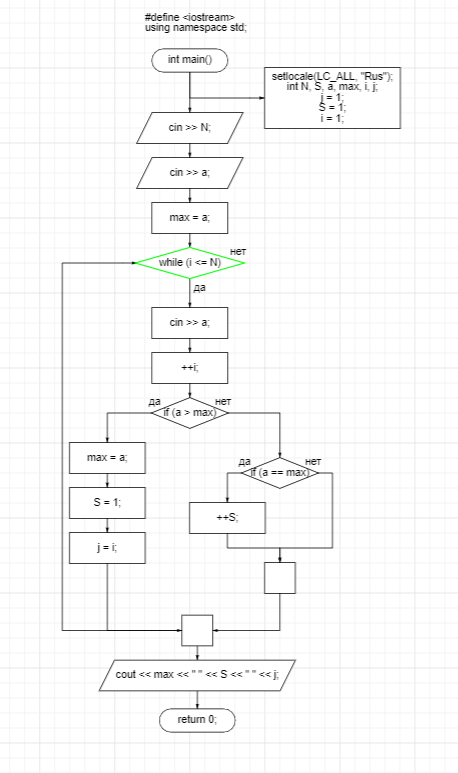 #define <iostream>
using namespace std;
int main()
setlocale(LC_ALL, "Rus");
int N, S, a, max, i, j;
j = 1;
S = 1;
i = 1;
cin >> N;
cin >> a;
max = a;
нет
while (i <= N)
да
cin >> a;
++i;
да
нет
if (a > max)
max = a;
да
нет
if (a == max)
S = 1;
++S;
j = i;
cout << max << " " << S << " " << j;
return 0;